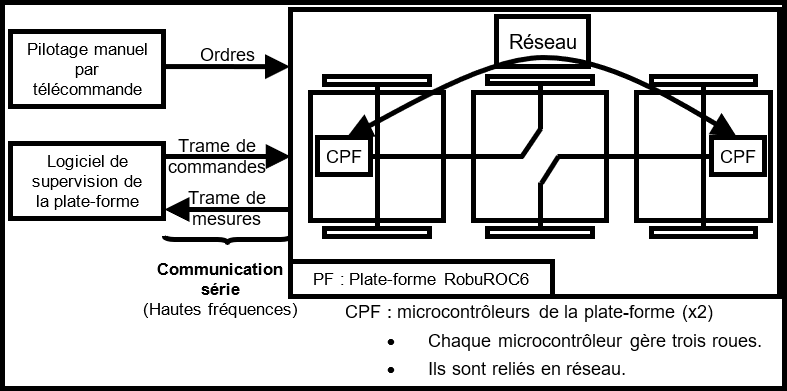 Pilotage manuel
par
télécommande
Ordres
Réseau
Logiciel de
supervision de
la plate-forme
Trame de
commandes
Trame de
mesures
CPF
CPF
Communication
série
(Hautes fréquences)
PF : Plate-forme RobuROC6
CPF : microcontrôleurs de la plate-forme (x2)
• Chaque microcontrôleur gère trois roues.
• Ils sont reliés en réseau.